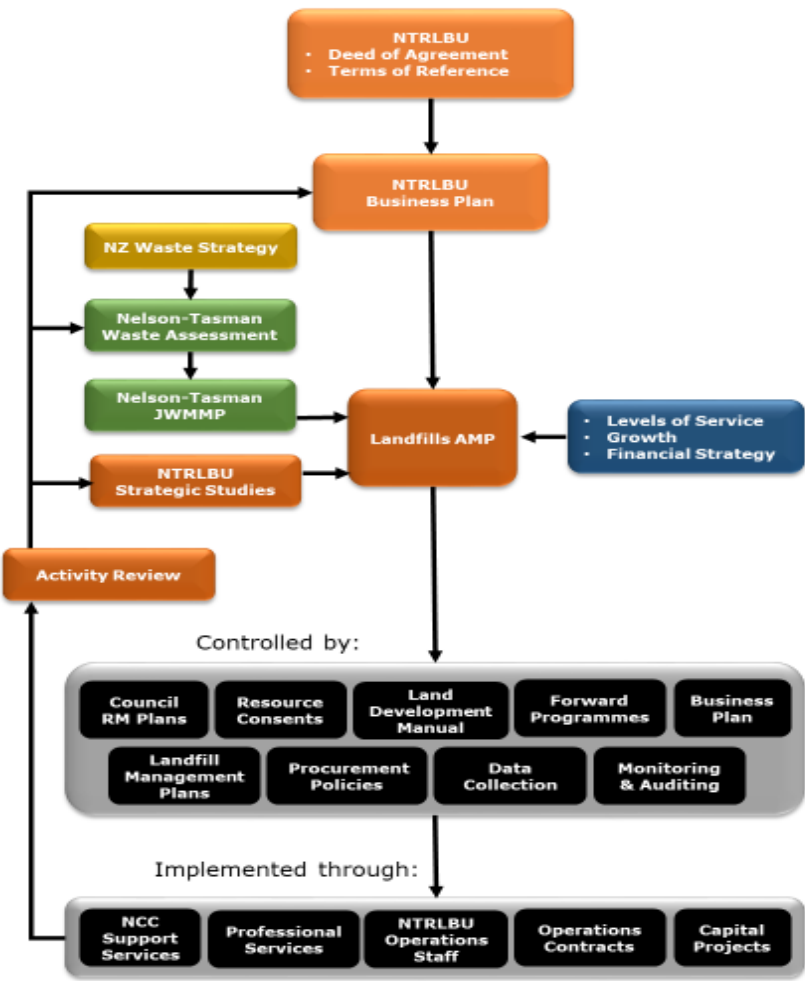 NTRLBU
• Deed of Agreement
• Terms of Reference
NTRLBU
Business Plan
NZ Waste Strategy
Nelson-Tasman
Waste Assessment
Nelson-Tasman
JWMMP
Landfills AMP
• Levels of Service
• Growth
• Financial Strategy
NTRLBU
Strategic Studies
Activity Review
Controlled by:
Council
RM Plans
Resource
Consents
Land
Development
Manual
Forward
Programmes
Business
Plan
Landfill
Management
Plans
Procurement
Policies
Data
Collection
Monitoring
& Auditing
Implemented through:
NCC
Support
Services
Professional
Services
NTRLBU
Operations
Staff
Operations
Contracts
Capital
Projects